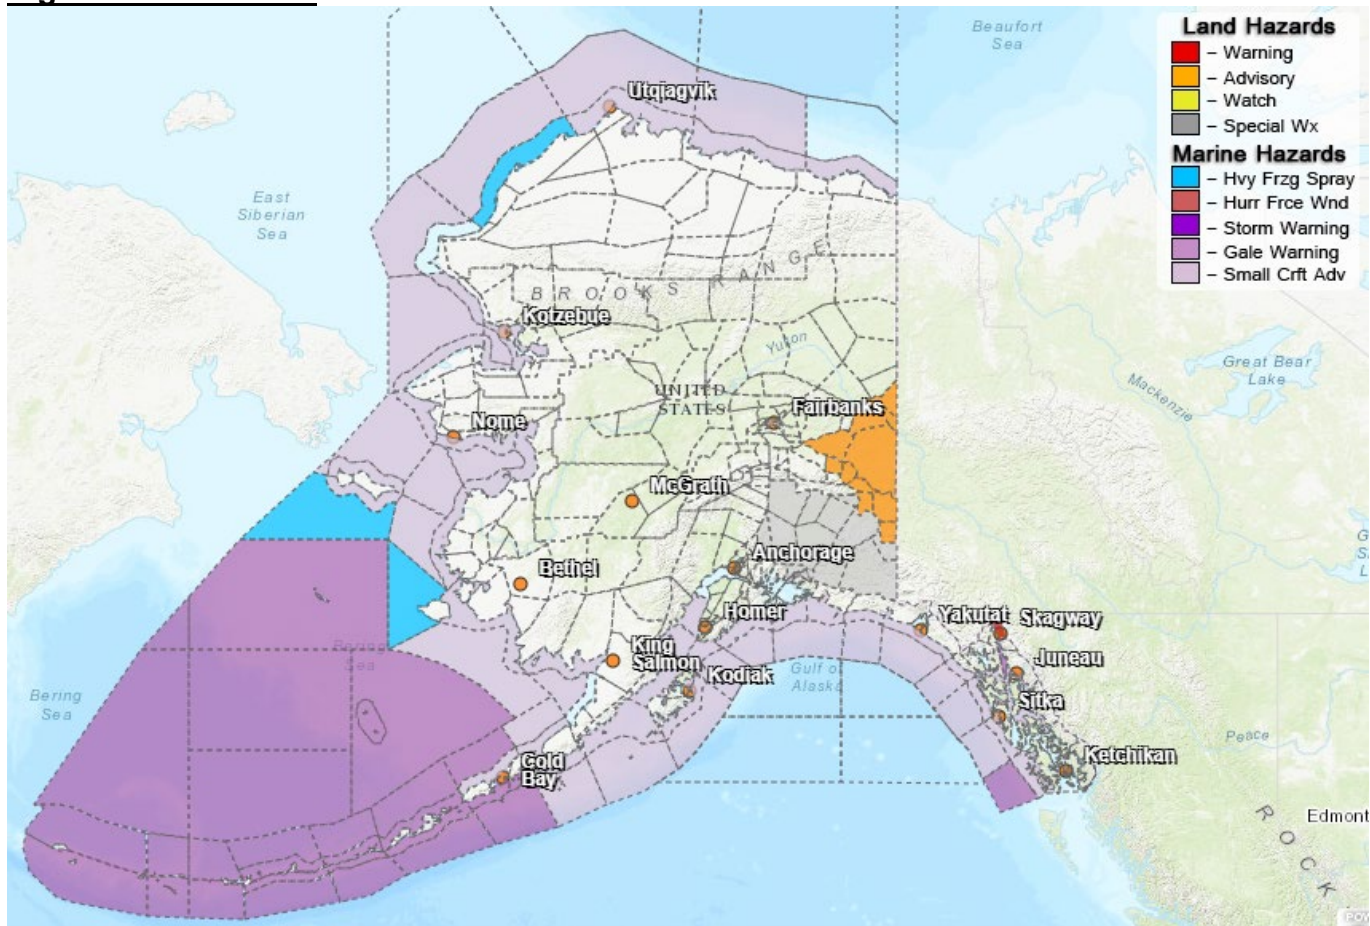 Beaufort
Sea
Land Hazards
– Warning
– Advisory
– Watch
– Special Wx
Marine Hazards
– Hvy Frzg Spray
– Hurr Frce Wnd
– Storm Warning
– Gale Warning
– Small Crft Adv
Utqiagvik
East
Siberian
Sea
BROOKS RANGE
Kotzebue
Yukon
Great Bear
Lake
Mackenzie
UNITED
STATES
Fairbanks
Nome
McGrath
Anchorage
Bethel
Homer
Yakutat
Skagway
King
Salmon
Kodiak
Juneau
Bering
Sea
Gulf of
Alaska
Sitka
Bering
Sea
Cold
Bay
Ketchikan
Peace
Edmont
ROCK
POW